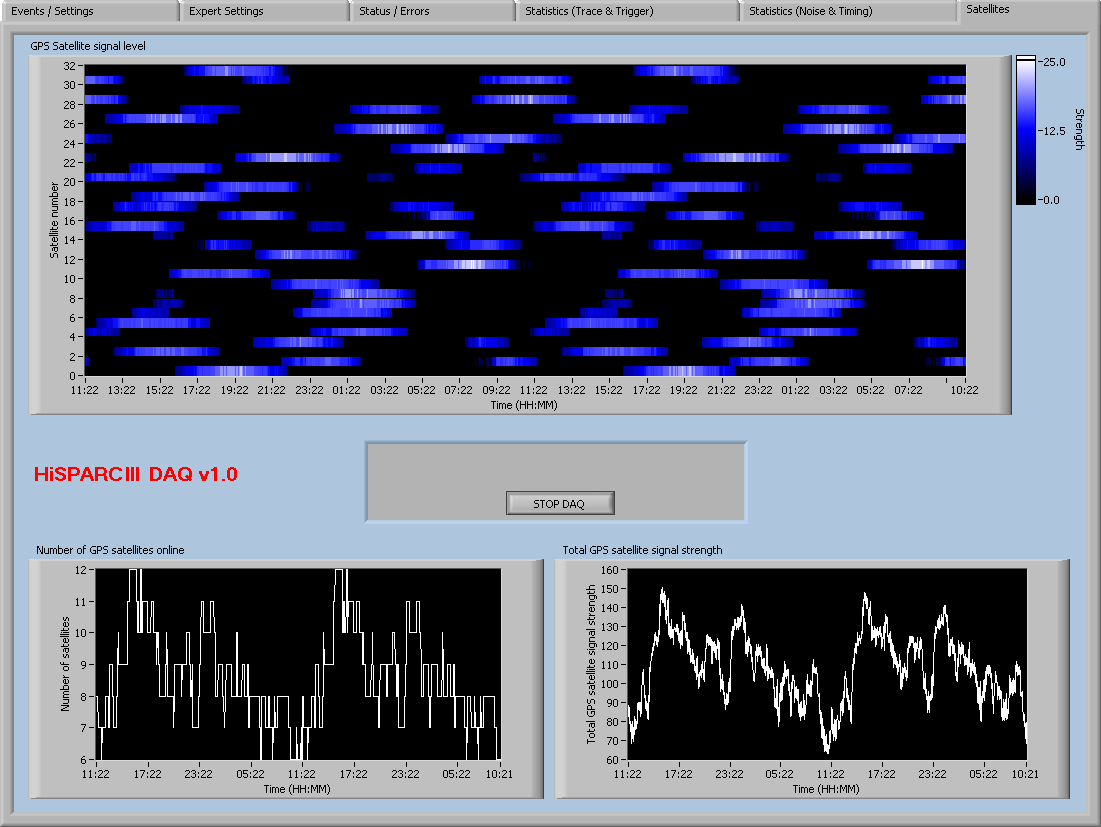 Events / Settings Expert Settings Status / Errors Statistics (Trace & Trigger) Statistics (Noise & Timing) Satellites
GPS Satellite signal level
32
30
28
26
24
22
20
18
16
14
12
10
8
6
4
2
0
Satellite number
11:22 13:22 15:22 17:22 19:22 21:22 23:22 01:22 03:22 05:22 07:22 09:22 11:22 13:22 15:22 17:22 19:22 21:22 23:22 01:22 03:22 05:22 07:22 10:22
Time (HH:MM)
25.0
12.5
0.0
Strength
HiSPARC III DAQ v1.0
STOP DAQ
Number of GPS satellites online
12
11
10
9
8
7
6
Number of satellites
11:22 17:22 23:22 05:22 11:22 17:22 23:22 05:22 10:21
Time (HH:MM)
Total GPS satellite signal strength
160
150
140
130
120
110
100
90
80
70
60
Total GPS satellite signal strength
11:22 17:22 23:22 05:22 11:22 17:22 23:22 05:22 10:21
Time (HH:MM)